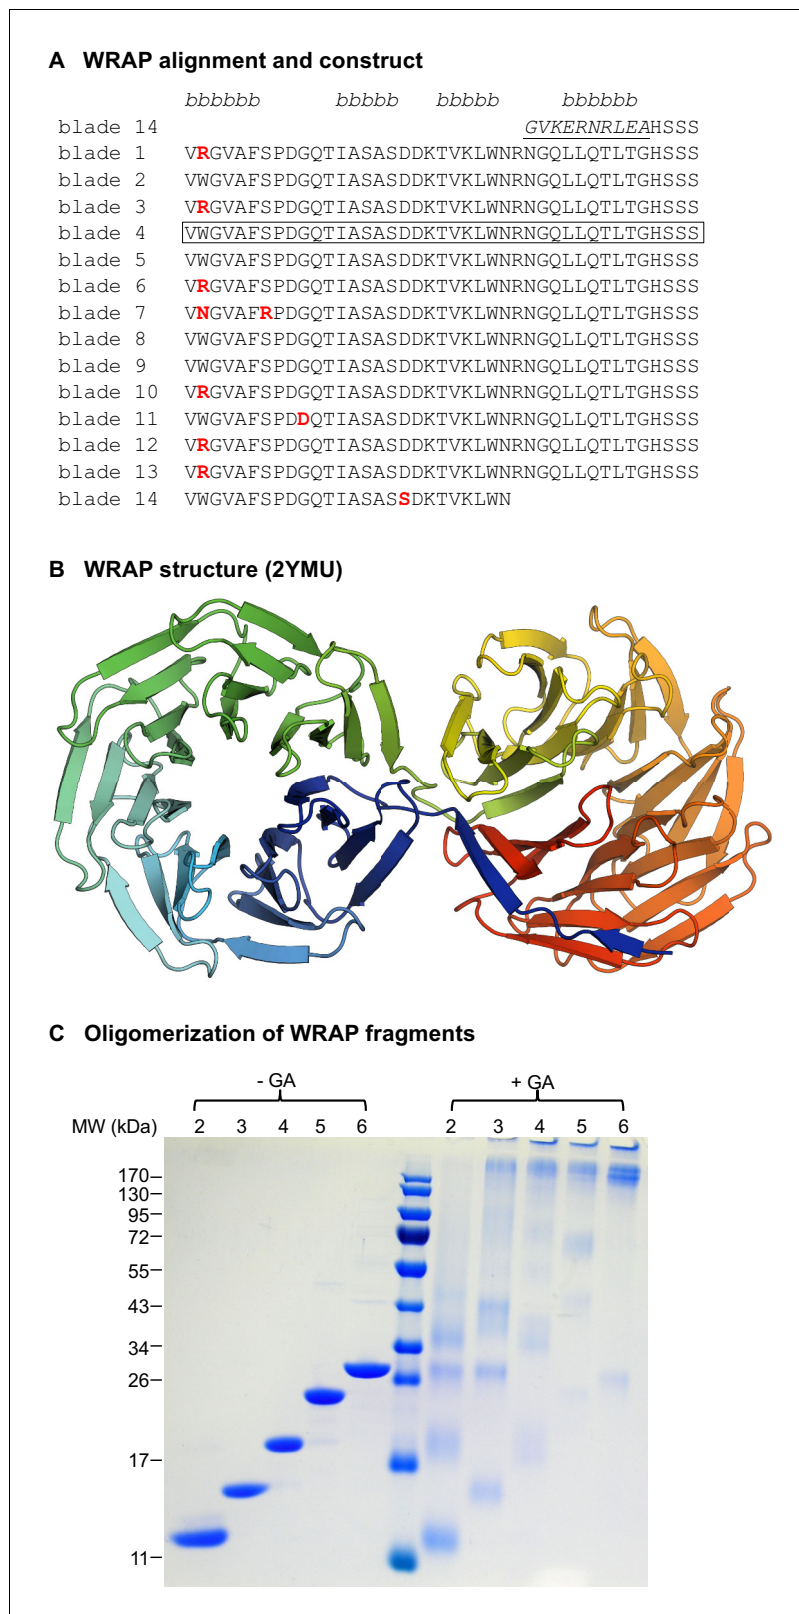 A WRAP alignment and construct
bbbbbb bbbbb bbbbb bbbbbb
blade 14 GVKERNRLEAHSSS
blade 1 VRGVAFSPDGQTIASASDDKTVKLWNRNGQLLQTLTGHSSS
blade 2 VWGVAFSPDGQTIASASDDKTVKLWNRNGQLLQTLTGHSSS
blade 3 VRGVAFSPDGQTIASASDDKTVKLWNRNGQLLQTLTGHSSS
blade 4 VWGVAFSPDGQTIASASDDKTVKLWNRNGQLLQTLTGHSSS
blade 5 VWGVAFSPDGQTIASASDDKTVKLWNRNGQLLQTLTGHSSS
blade 6 VRGVAFSPDGQTIASASDDKTVKLWNRNGQLLQTLTGHSSS
blade 7 VNGVAFRPDGQTIASASDDKTVKLWNRNGQLLQTLTGHSSS
blade 8 VWGVAFSPDGQTIASASDDKTVKLWNRNGQLLQTLTGHSSS
blade 9 VWGVAFSPDGQTIASASDDKTVKLWNRNGQLLQTLTGHSSS
blade 10 VRGVAFSPDGQTIASASDDKTVKLWNRNGQLLQTLTGHSSS
blade 11 VWGVAFSPDDQTIASASDDKTVKLWNRNGQLLQTLTGHSSS
blade 12 VRGVAFSPDGQTIASASDDKTVKLWNRNGQLLQTLTGHSSS
blade 13 VRGVAFSPDGQTIASASDDKTVKLWNRNGQLLQTLTGHSSS
blade 14 VWGVAFSPDGQTIASASSDKTVKLWN
B WRAP structure (2YMU)
C Oligomerization of WRAP fragments
- GA + GA
MW (kDa) 2 3 4 5 6 2 3 4 5 6
170
130
95
72
55
43
34
26
17
11